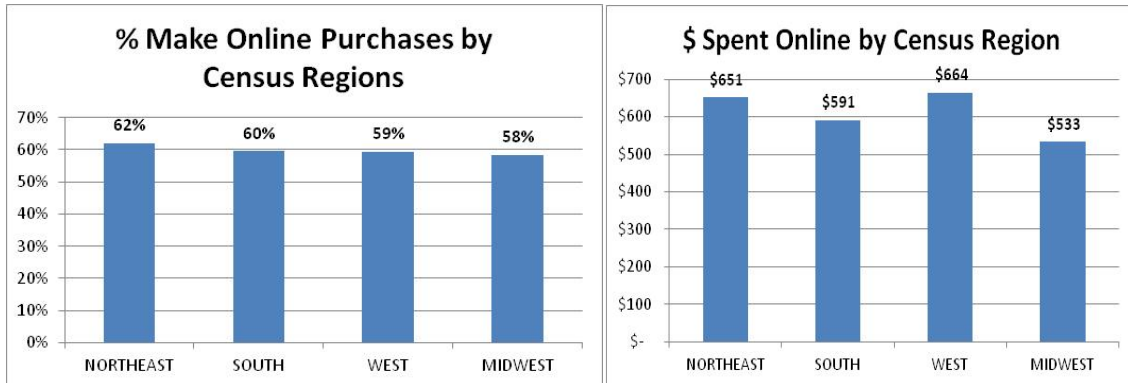 % Make Online Purchases by
Census Regions
70%
62%
60%
59%
58%
60%
50%
40%
30%
20%
10%
0%
NORTHEAST
SOUTH
WEST
MIDWEST
$ Spent Online by Census Region
$700
$651
$591
$664
$533
$600
$500
$400
$300
$200
$100
$-
NORTHEAST
SOUTH
WEST
MIDWEST